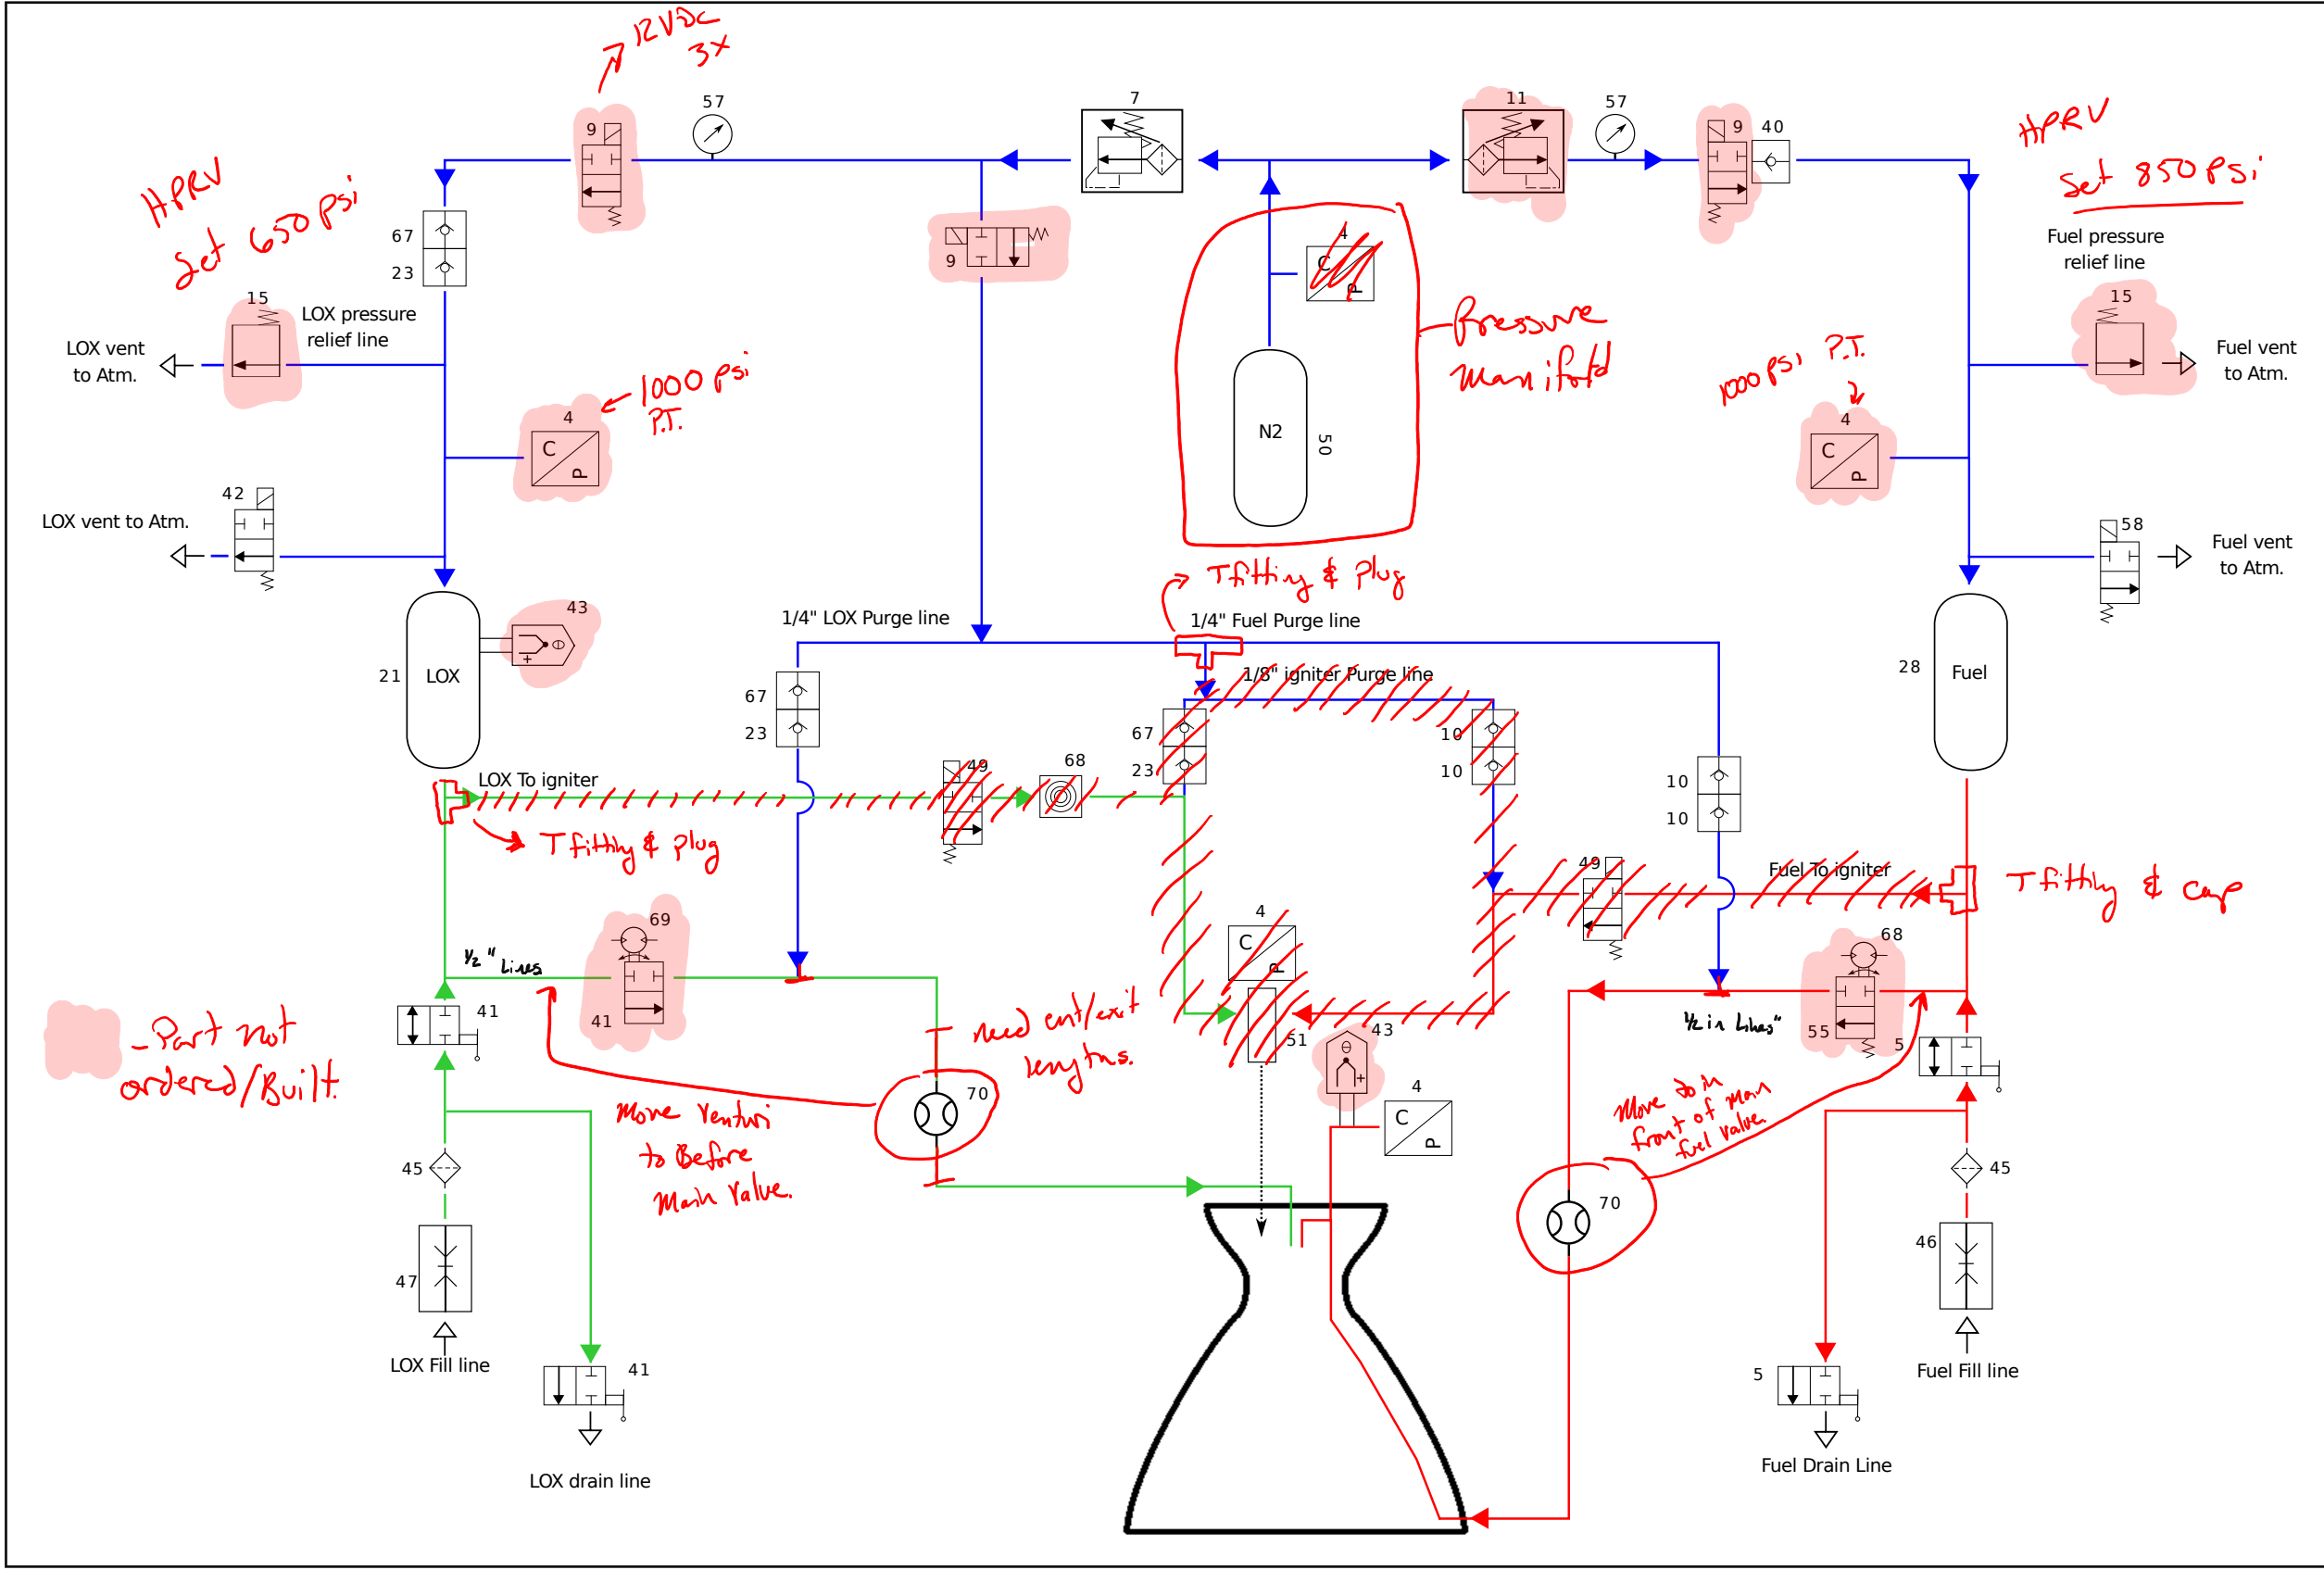 12VDC
3x
57
7
11
57
9
9
40
HPRV
Set 850 psi
HPRV
Set 650 psi
67
23
9
4
C
P
Fuel pressure
relief line
15
LOX pressure
relief line
15
LOX vent
to Atm.
Pressure
Manifold
1000 psi P.T.
Fuel vent
to Atm.
1000 psi
P.T.
4
C
P
N2
50
4
C
P
42
LOX vent to Atm.
58
Fuel vent
to Atm.
T fitting & Plug
43
1/4" LOX Purge line
1/4" Fuel Purge line
21
LOX
1/8" igniter Purge line
28
Fuel
67
23
67
23
10
10
10
10
LOX To igniter
49
68
T fitting & Plug
49
Fuel To igniter
T fitting & Cap
4
C
P
69
1/2" Lines
41
68
55
1/2 in Lines"
41
- Part not
ordered/Built.
need ent/exit
lengths.
51
43
5
70
4
C
P
Move Venturi
to Before
Main Valve.
Move to in
front of Main
fuel Valve
45
45
70
47
46
LOX Fill line
41
Fuel Fill line
5
LOX drain line
Fuel Drain Line